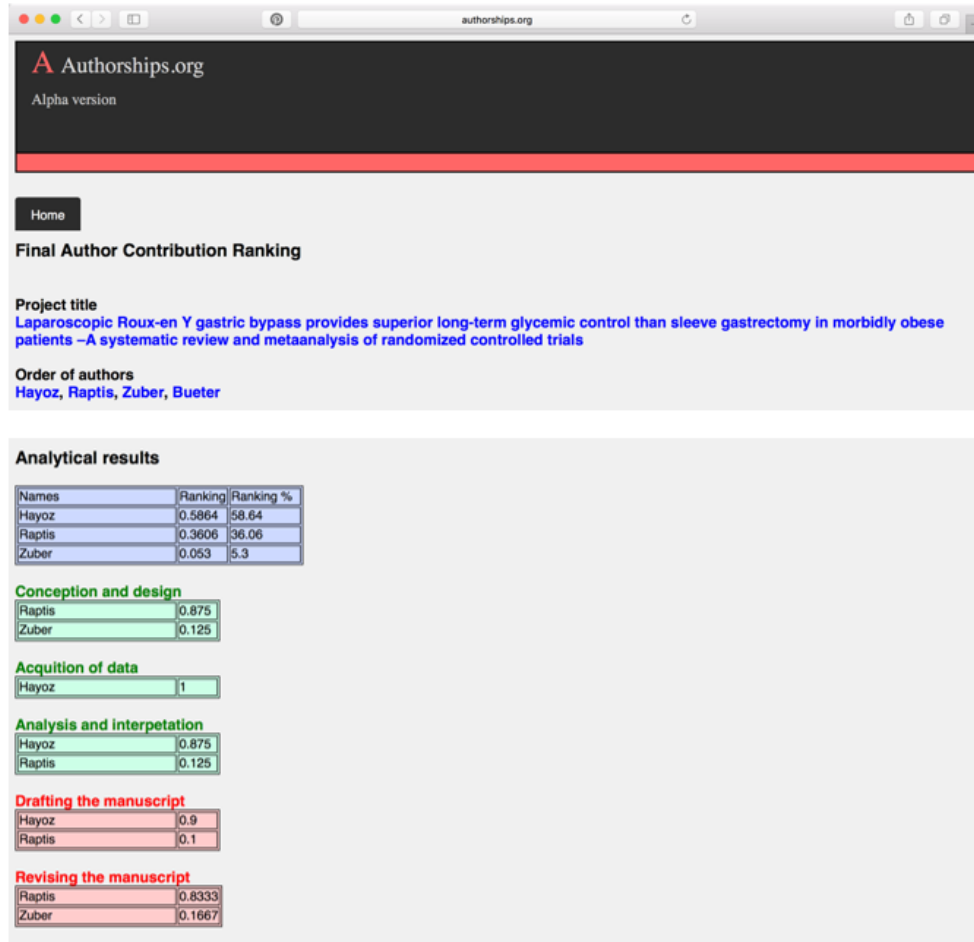 authorships.org
A Authorships.org
Alpha version
Home
Final Author Contribution Ranking
Project title
Laparoscopic Roux-en Y gastric bypass provides superior long-term glycemic control than sleeve gastrectomy in morbidly obese
patients –A systematic review and metaanalysis of randomized controlled trials
Order of authors
Hayoz, Raptis, Zuber, Bueter
Analytical results
Names Ranking Ranking %
Hayoz 0.5864 58.64
Raptis 0.3606 36.06
Zuber 0.053 5.3
Conception and design
Raptis 0.875
Zuber 0.125
Acquition of data
Hayoz 1
Analysis and interpetation
Hayoz 0.875
Raptis 0.125
Drafting the manuscript
Hayoz 0.9
Raptis 0.1
Revising the manuscript
Raptis 0.8333
Zuber 0.1667